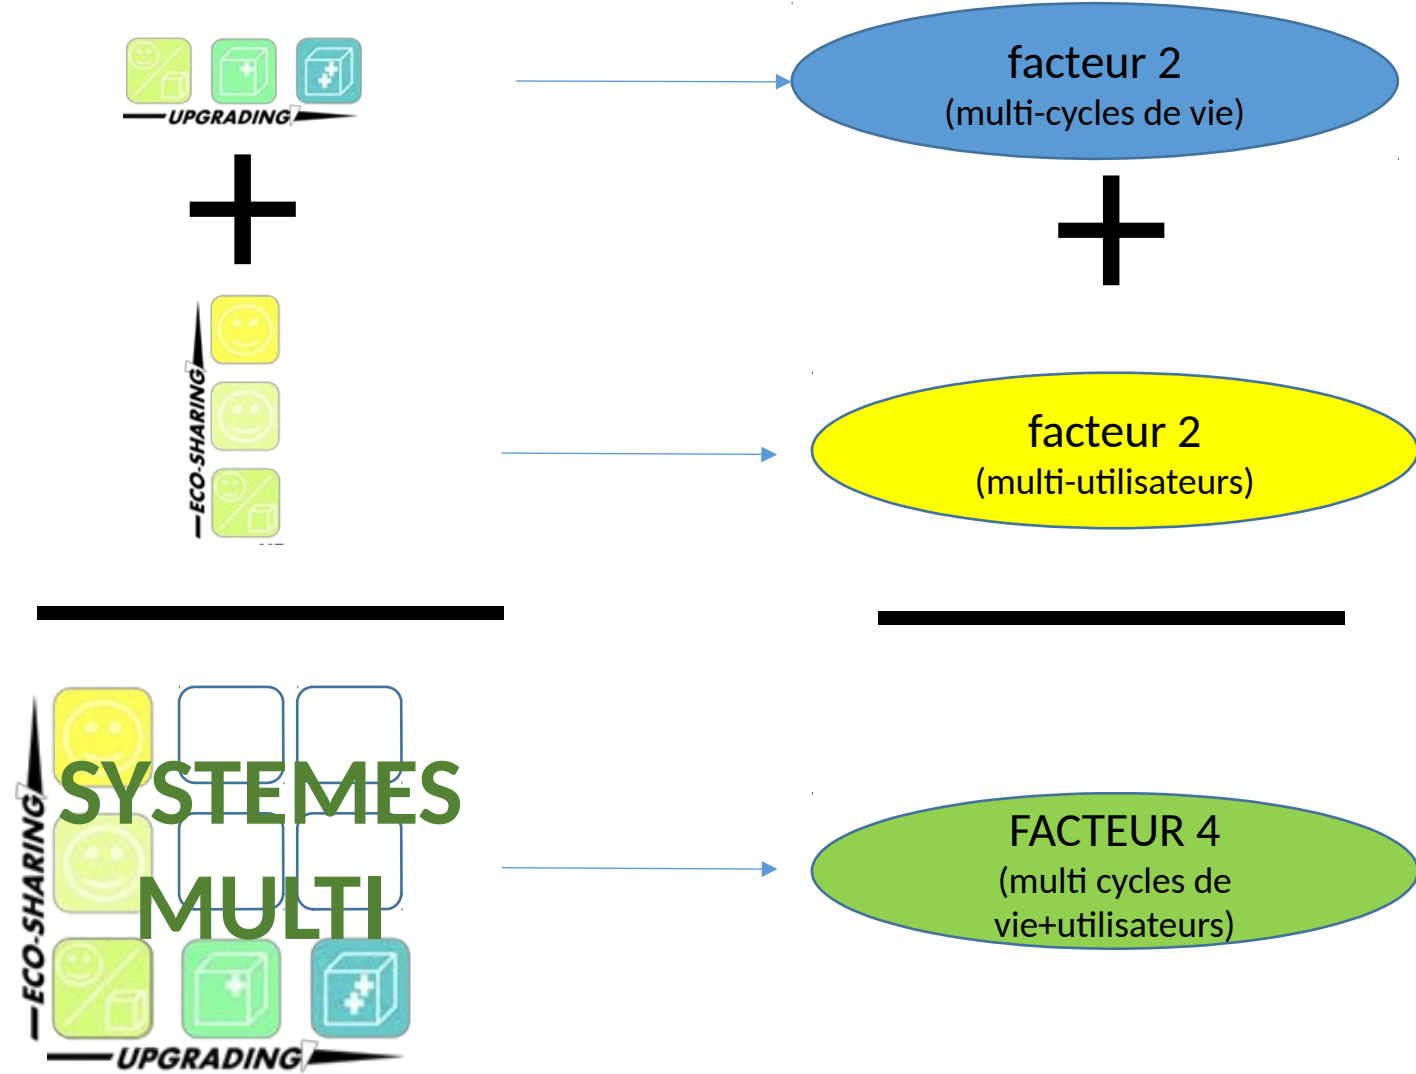 UPGRADING
facteur 2
(multi-cycles de vie)
ECO-SHARING
facteur 2
(multi-utilisateurs)
ECO-SHARING
SYSTEMES
MULTI
UPGRADING
FACTEUR 4
(multi cycles de
vie+utilisateurs)